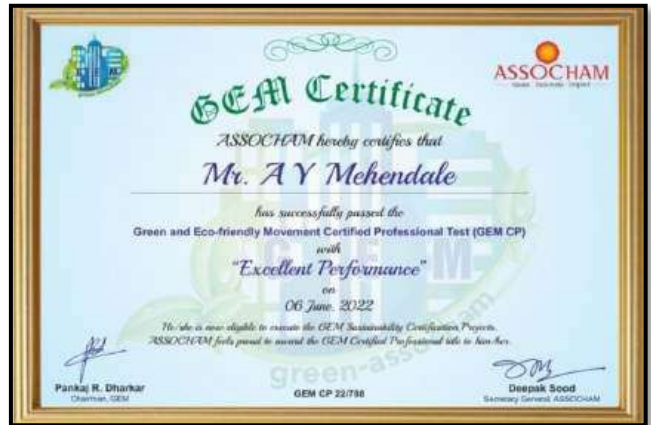 ASSOCHAM
GEM Certificate
ASSOCHAM hereby certifies that
Mr. A Y Mehendale
has successfully passed the
Green and Eco-friendly Movement Certified Professional Test (GEM CP)
with
"Excellent Performance"
on
06 June, 2022
He/she is now eligible to execute the GEM Sustainability Certification Projects.
ASSOCHAM feels proud to award the GEM Certified Professional title to him/her.
green-asso
Pankaj R. Dharkar
Chairman, GEM
GEM CP 22/798
Deepak Sood
Secretary General, ASSOCHAM